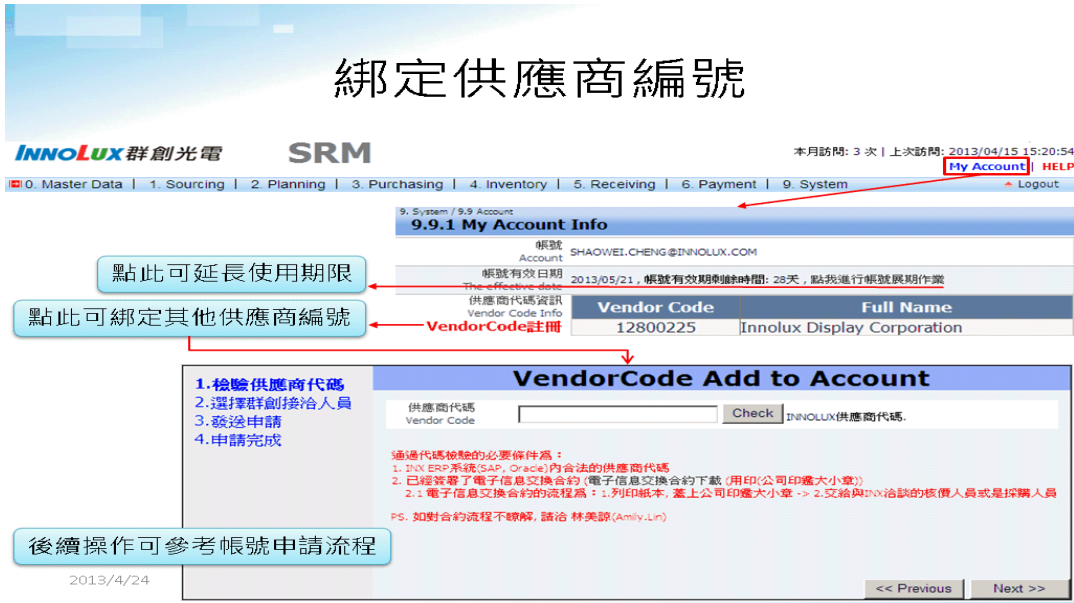 綁定供應商編號
INNOLUX群創光電 SRM
本月訪問: 3 次 | 上次訪問: 2013/04/15 15:20:54
My Account | HELP
0. Master Data | 1. Sourcing | 2. Planning | 3. Purchasing | 4. Inventory | 5. Receiving | 6. Payment | 9. System
Logout
9. System / 9.9 Account
9.9.1 My Account Info
帳號
Account
SHAOWEI.CHENG@INNOLUX.COM
點此可延長使用期限
帳號有效日期
The effective date
2013/05/21 , 帳號有效期剩餘時間: 28天 , 點我進行帳號展期作業
點此可綁定其他供應商編號
供應商代碼資訊
Vendor Code Info
VendorCode註冊
Vendor Code Full Name
12800225 Innolux Display Corporation
1.檢驗供應商代碼
2.選擇群創接洽人員
3.發送申請
4.申請完成
VendorCode Add to Account
供應商代碼
Vendor Code
Check
INNOLUX供應商代碼.
通過代碼檢驗的必要條件為：
1. INX ERP系統(SAP, Oracle)內合法的供應商代碼
2. 已經簽署了電子信息交換合約 (電子信息交換合約下載 (用印(公司印鑑大小章))
2.1 電子信息交換合約的流程為：1.列印紙本, 蓋上公司印鑑大小章 -> 2.交給與INX洽談的核價人員或是採購人員
PS. 如對合約流程不瞭解, 請洽 林美諒(Amily.Lin)
後續操作可參考帳號申請流程
2013/4/24
<< Previous
Next >>